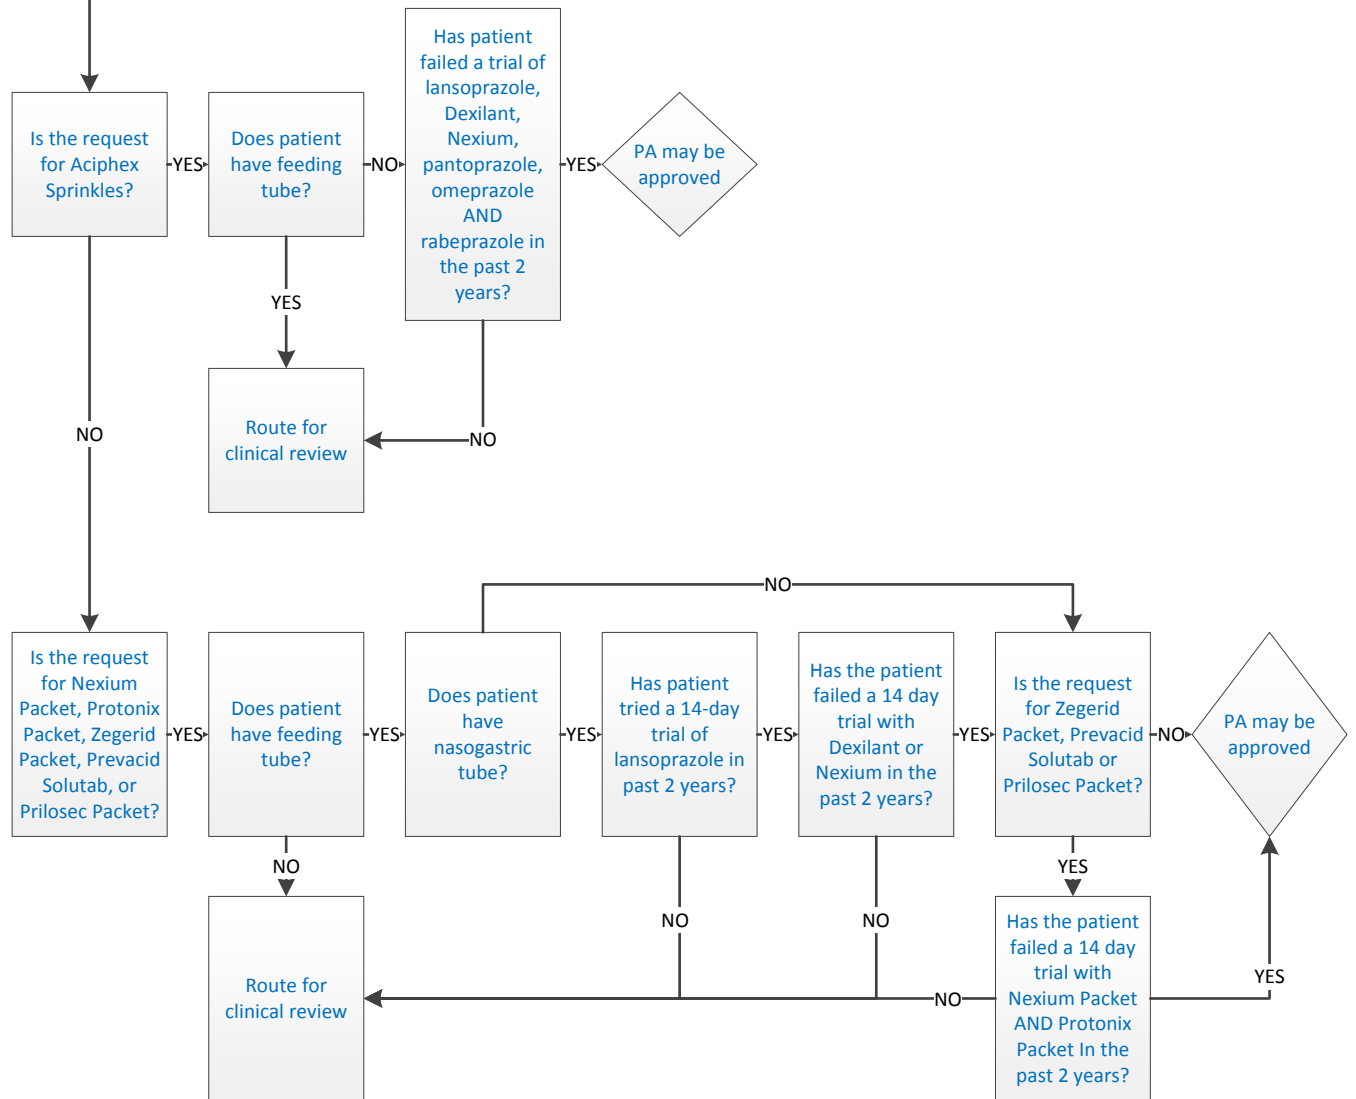 Is the request
for Aciphex
Sprinkles?
YES
Does patient
have feeding
tube?
NO
Has patient
failed a trial of
lansoprazole,
Dexilant,
Nexium,
pantoprazole,
omeprazole
AND
rabeprazole in
the past 2
years?
YES
PA may be
approved
YES
NO
Route for
clinical review
NO
NO
Is the request
for Nexium
Packet, Protonix
Packet, Zegerid
Packet, Prevacid
Solutab, or
Prilosec Packet?
YES
Does patient
have feeding
tube?
YES
Does patient
have
nasogastric
tube?
YES
Has patient
tried a 14-day
trial of
lansoprazole in
past 2 years?
YES
Has the patient
failed a 14 day
trial with
Dexilant or
Nexium in the
past 2 years?
YES
Is the request
for Zegerid
Packet, Prevacid
Solutab or
Prilosec Packet?
NO
PA may be
approved
NO
YES
NO
NO
Route for
clinical review
NO
Has the patient
failed a 14 day
trial with
Nexium Packet
AND Protonix
Packet In the
past 2 years?
YES